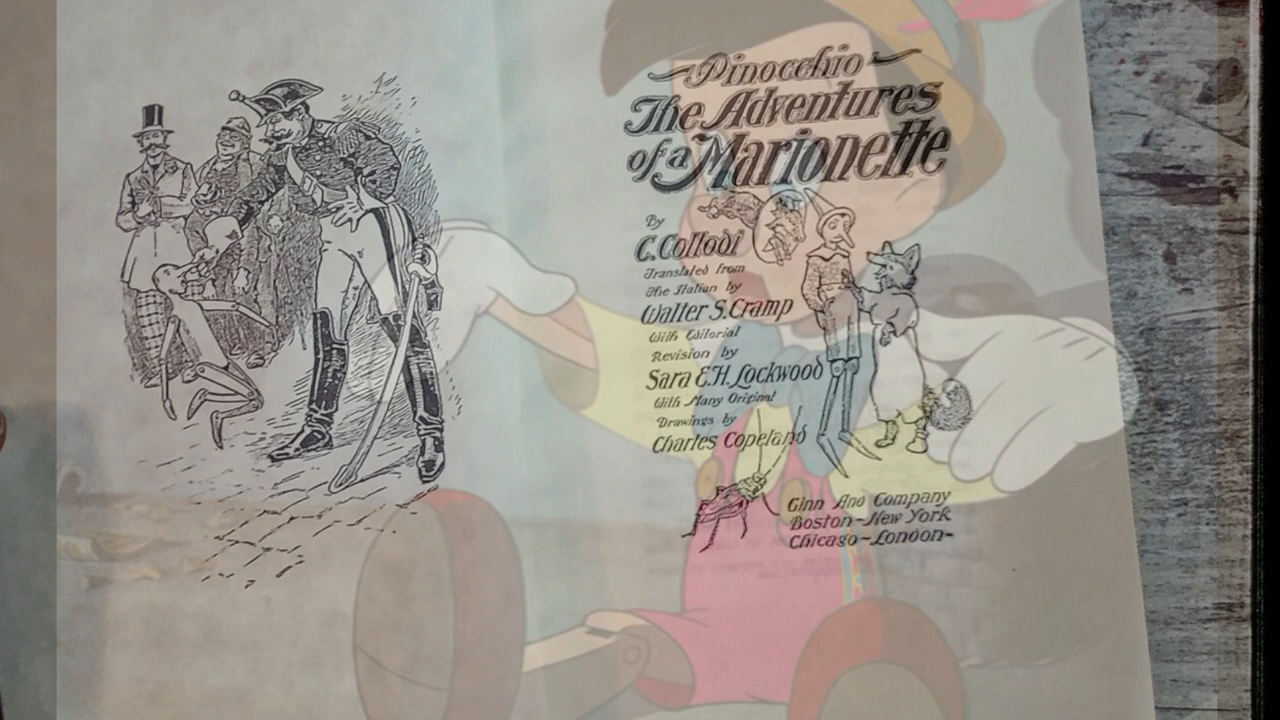 Pinocchio
The Adventures
of a Marionette
By
C. Collodi
Translated from
The Italian by
Walter S. Cramp
With Editorial
Revision by
Sara E.H. Lockwood
With Many Original
Drawings by
Charles Copeland
Ginn And Company
Boston-New York
Chicago-London-